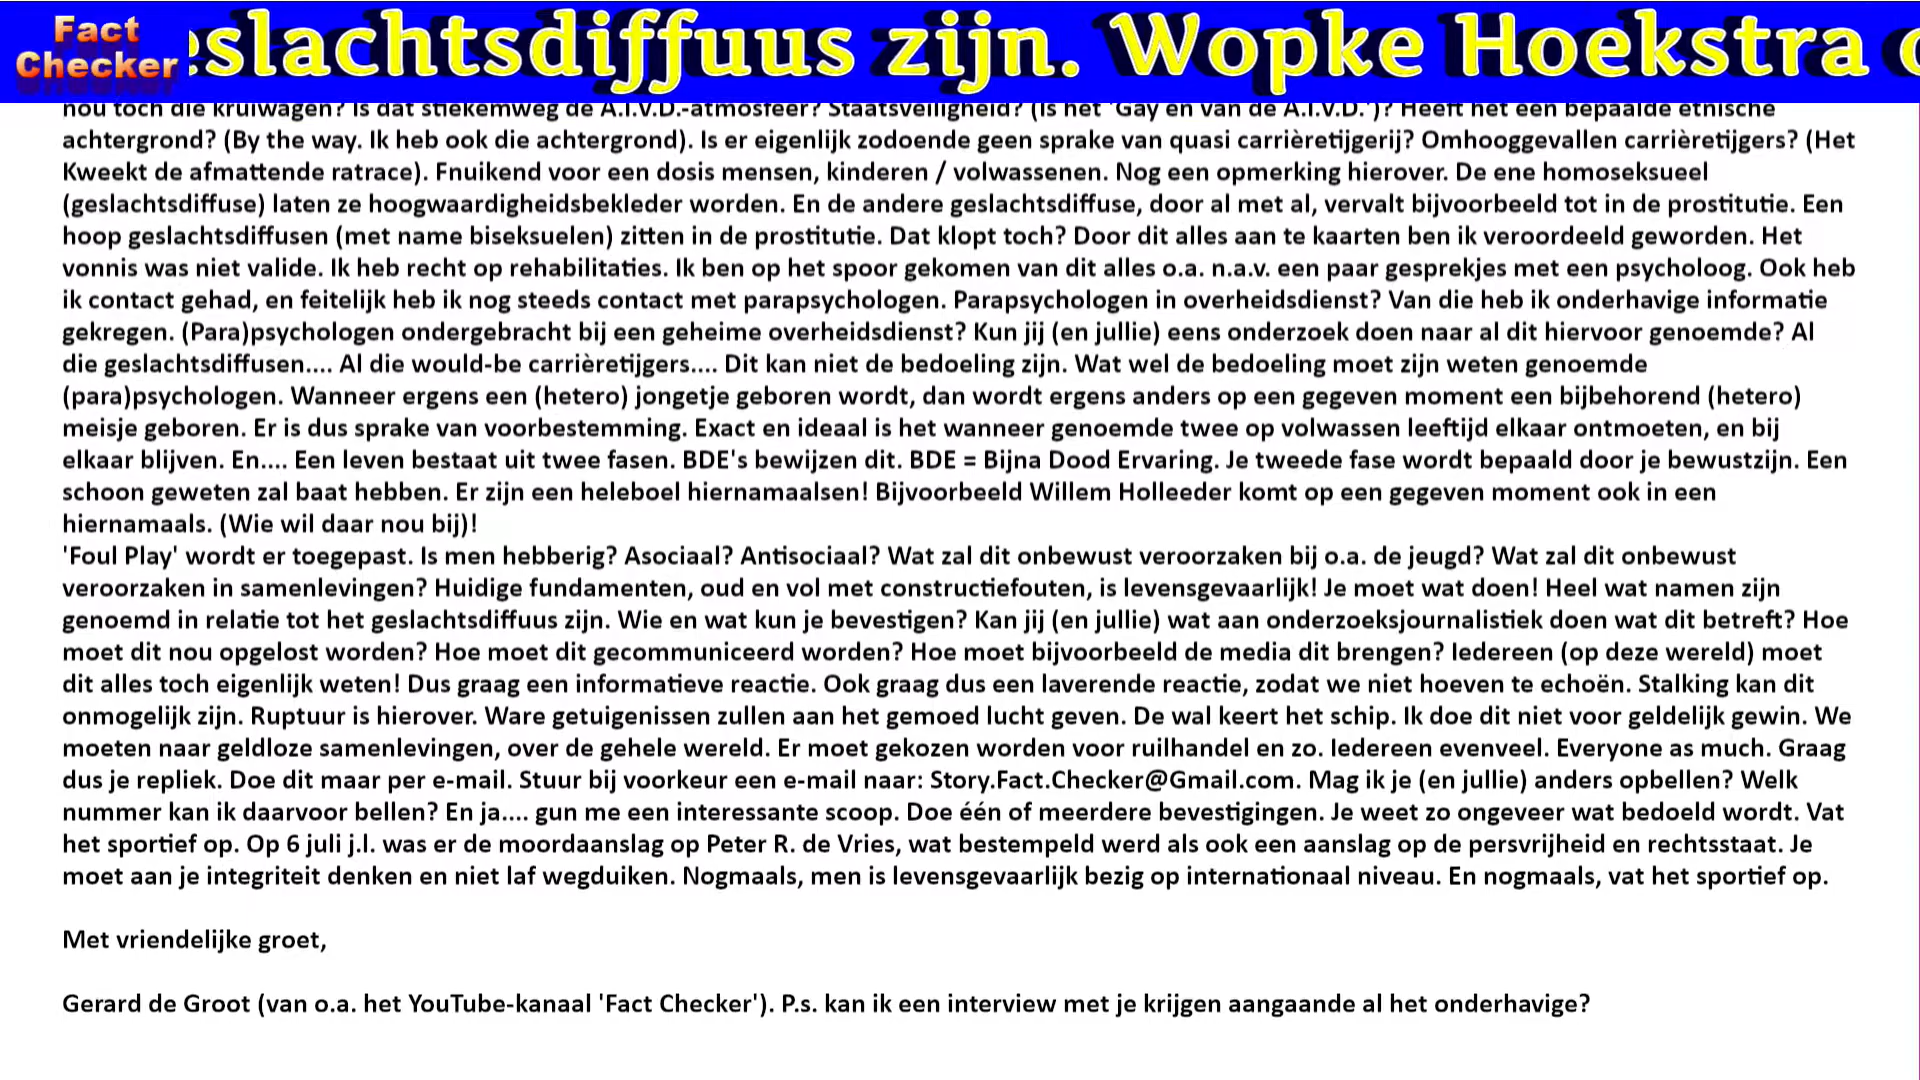 Fact
Checker
eslachtsdiffuus zijn. Wopke Hoekstra
nou toch die kruiwagen? Is dat stiekemweg de A.I.V.D.-atmosfeer? Staatsveiligheid? (Is het 'Gay en van de A.I.V.D.')? Heeft het een bepaalde etnische
achtergrond? (By the way. Ik heb ook die achtergrond). Is er eigenlijk zodoende geen sprake van quasi carrièretijgerij? Omhooggevallen carrièretijgers? (Het
Kweekt de afmattende ratrace). Fnuikend voor een dosis mensen, kinderen / volwassenen. Nog een opmerking hierover. De ene homoseksueel
(geslachtsdiffuse) laten ze hoogwaardigheidsbekleder worden. En de andere geslachtsdiffuse, door al met al, vervalt bijvoorbeeld tot in de prostitutie. Een
hoop geslachtsdiffusen (met name biseksuelen) zitten in de prostitutie. Dat klopt toch? Door dit alles aan te kaarten ben ik veroordeeld geworden. Het
vonnis was niet valide. Ik heb recht op rehabilitaties. Ik ben op het spoor gekomen van dit alles o.a. n.a.v. een paar gesprekjes met een psycholoog. Ook heb
ik contact gehad, en feitelijk heb ik nog steeds contact met parapsychologen. Parapsychologen in overheidsdienst? Van die heb ik onderhavige informatie
gekregen. (Para)psychologen ondergebracht bij een geheime overheidsdienst? Kun jij (en jullie) eens onderzoek doen naar al dit hiervoor genoemde? Al
die geslachtsdiffusen.... Al die would-be carrièretijgers.... Dit kan niet de bedoeling zijn. Wat wel de bedoeling moet zijn weten genoemde
(para)psychologen. Wanneer ergens een (hetero) jongetje geboren wordt, dan wordt ergens anders op een gegeven moment een bijbehorend (hetero)
meisje geboren. Er is dus sprake van voorbestemming. Exact en ideaal is het wanneer genoemde twee op volwassen leeftijd elkaar ontmoeten, en bij
elkaar blijven. En.... Een leven bestaat uit twee fasen. BDE's bewijzen dit. BDE = Bijna Dood Ervaring. Je tweede fase wordt bepaald door je bewustzijn. Een
schoon geweten zal baat hebben. Er zijn een heleboel hiernamaalsen! Bijvoorbeeld Willem Holleeder komt op een gegeven moment ook in een
hiernamaals. (Wie wil daar nou bij)!
'Foul Play' wordt er toegepast. Is men hebberig? Asociaal? Antisociaal? Wat zal dit onbewust veroorzaken bij o.a. de jeugd? Wat zal dit onbewust
veroorzaken in samenlevingen? Huidige fundamenten, oud en vol met constructiefouten, is levensgevaarlijk! Je moet wat doen! Heel wat namen zijn
genoemd in relatie tot het geslachtsdiffuus zijn. Wie en wat kun je bevestigen? Kan jij (en jullie) wat aan onderzoeksjournalistiek doen wat dit betreft? Hoe
moet dit nou opgelost worden? Hoe moet dit gecommuniceerd worden? Hoe moet bijvoorbeeld de media dit brengen? Iedereen (op deze wereld) moet
dit alles toch eigenlijk weten! Dus graag een informatieve reactie. Ook graag dus een laverende reactie, zodat we niet hoeven te echoën. Stalking kan dit
onmogelijk zijn. Ruptuur is hierover. Ware getuigenissen zullen aan het gemoed lucht geven. De wal keert het schip. Ik doe dit niet voor geldelijk gewin. We
moeten naar geldloze samenlevingen, over de gehele wereld. Er moet gekozen worden voor ruilhandel en zo. Iedereen evenveel. Everyone as much. Graag
dus je repliek. Doe dit maar per e-mail. Stuur bij voorkeur een e-mail naar: Story.Fact.Checker@Gmail.com. Mag ik je (en jullie) anders opbellen? Welk
nummer kan ik daarvoor bellen? En ja.... gun me een interessante scoop. Doe één of meerdere bevestigingen. Je weet zo ongeveer wat bedoeld wordt. Vat
het sportief op. Op 6 juli j.l. was er de moordaanslag op Peter R. de Vries, wat bestempeld werd als ook een aanslag op de persvrijheid en rechtsstaat. Je
moet aan je integriteit denken en niet laf wegduiken. Nogmaals, men is levensgevaarlijk bezig op internationaal niveau. En nogmaals, vat het sportief op.
Met vriendelijke groet,
Gerard de Groot (van o.a. het YouTube-kanaal 'Fact Checker'). P.s. kan ik een interview met je krijgen aangaande al het onderhavige?